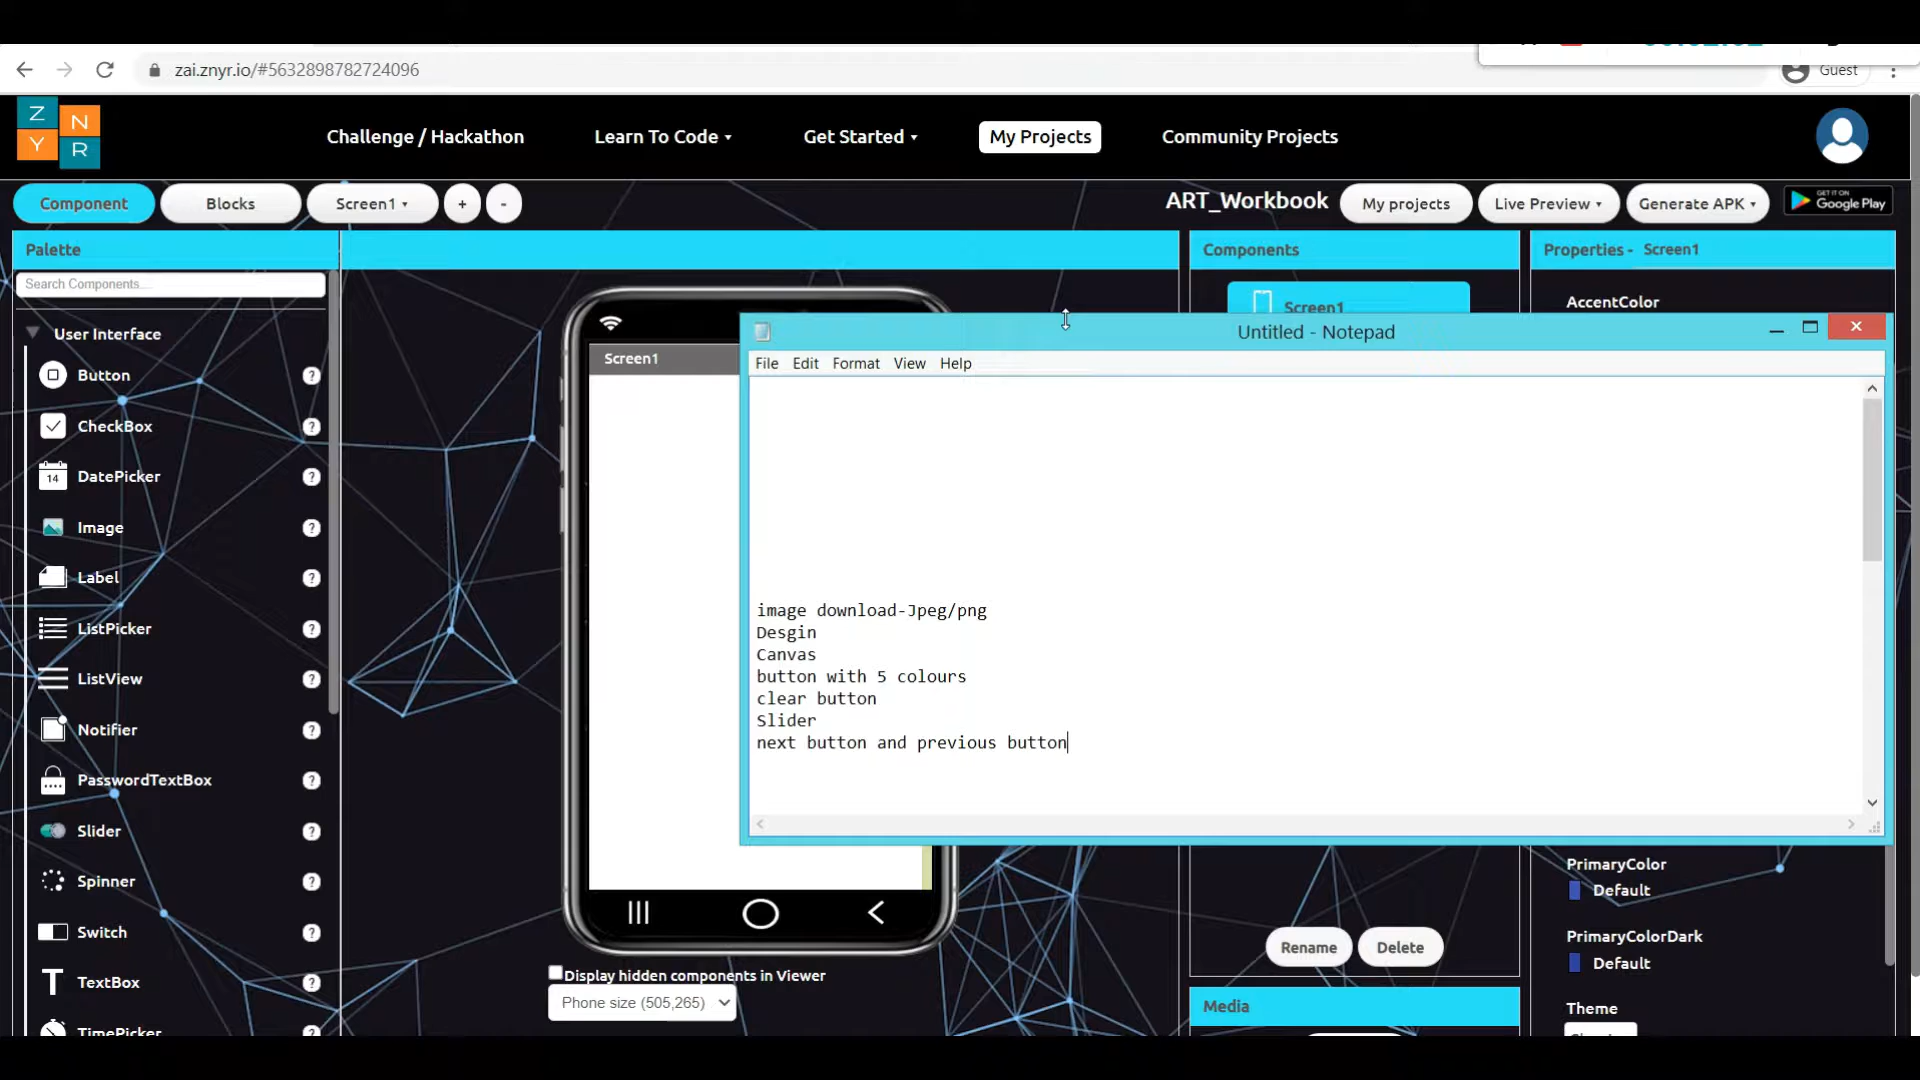 zai.znyr.io/#5632898782724096
Guest
Z
N
Y
R
Challenge / Hackathon
Learn To Code
Get Started
My Projects
Community Projects
Component
Blocks
Screen1
+
-
ART_Workbook
My projects
Live Preview
Generate APK
GET IT ON
Google Play
Palette
Components
Properties - Screen1
Search Components...
Screen1
AccentColor
User Interface
Button
?
CheckBox
?
14
DatePicker
?
Image
?
Label
?
ListPicker
?
ListView
?
Notifier
?
PasswordTextBox
?
Slider
?
Spinner
?
Switch
?
TextBox
?
TimePicker
Screen1
Untitled - Notepad
File Edit Format View Help
image download-Jpeg/png
Desgin
Canvas
button with 5 colours
clear button
Slider
next button and previous button
PrimaryColor
Default
PrimaryColorDark
Default
Theme
Rename
Delete
Display hidden components in Viewer
Phone size (505,265)
Media